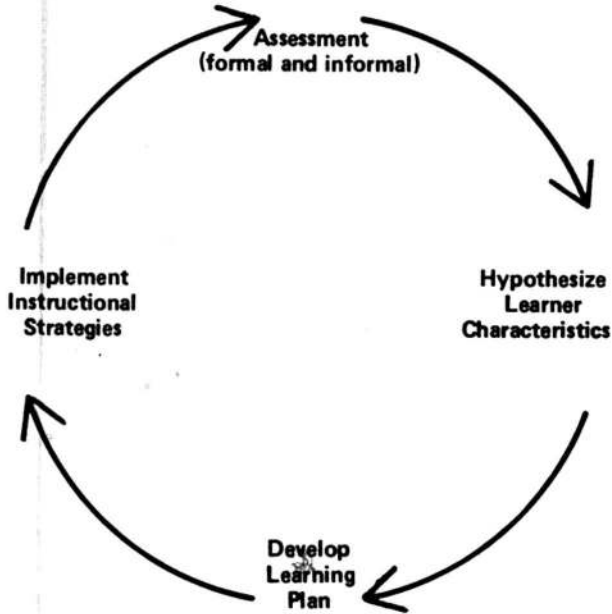 Assessment
(formal and informal)
Hypothesize
Learner
Characteristics
Develop
Learning
Plan
Implement
Instructional
Strategies